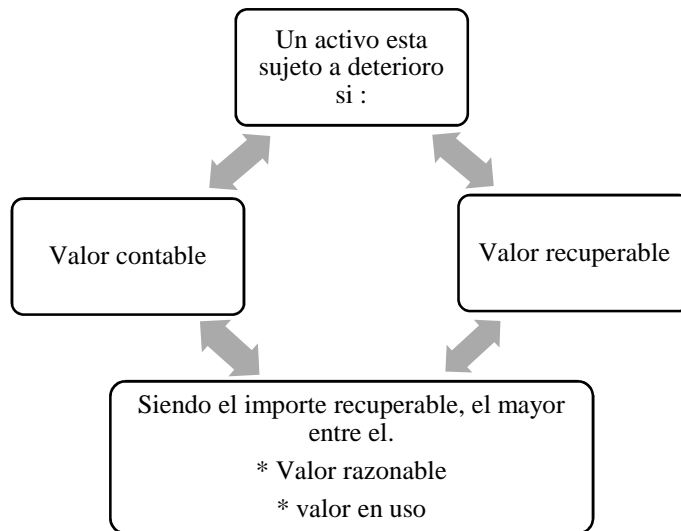 Un activo esta
sujeto a deterioro
si :
Valor contable
Valor recuperable
Siendo el importe recuperable, el mayor
entre el.
* Valor razonable
* valor en uso